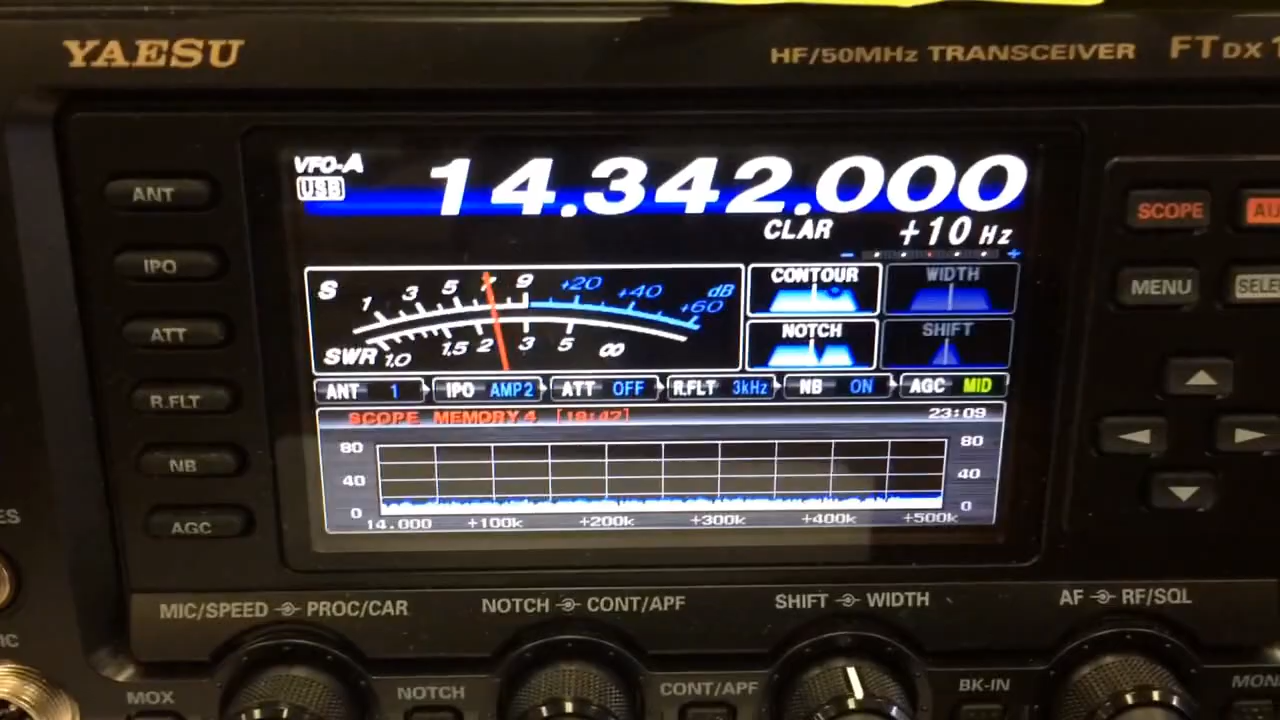 YAESU
HF/50MHz TRANSCEIVER FT DX 1
VFO-A 14.342.000
USB
CLAR +10 Hz
- +
ANT
IPO
ATT
R.FLT
NB
AGC
S 1 3 5 7 9 +20 +40 +60 dB
SWR 1.0 1.5 2 3 5 ∞
CONTOUR WIDTH
NOTCH SHIFT
ANT 1 IPO AMP2 ATT OFF R.FLT 3kHz NB ON AGC MID
SCOPE MEMORY 4 [18:47] 23:09
80 80
40 40
0 0
14.000 +100k +200k +300k +400k +500k
SCOPE
MENU
MIC/SPEED PROC/CAR NOTCH CONT/APF SHIFT WIDTH AF RF/SQL
MOX NOTCH CONT/APF BK-IN